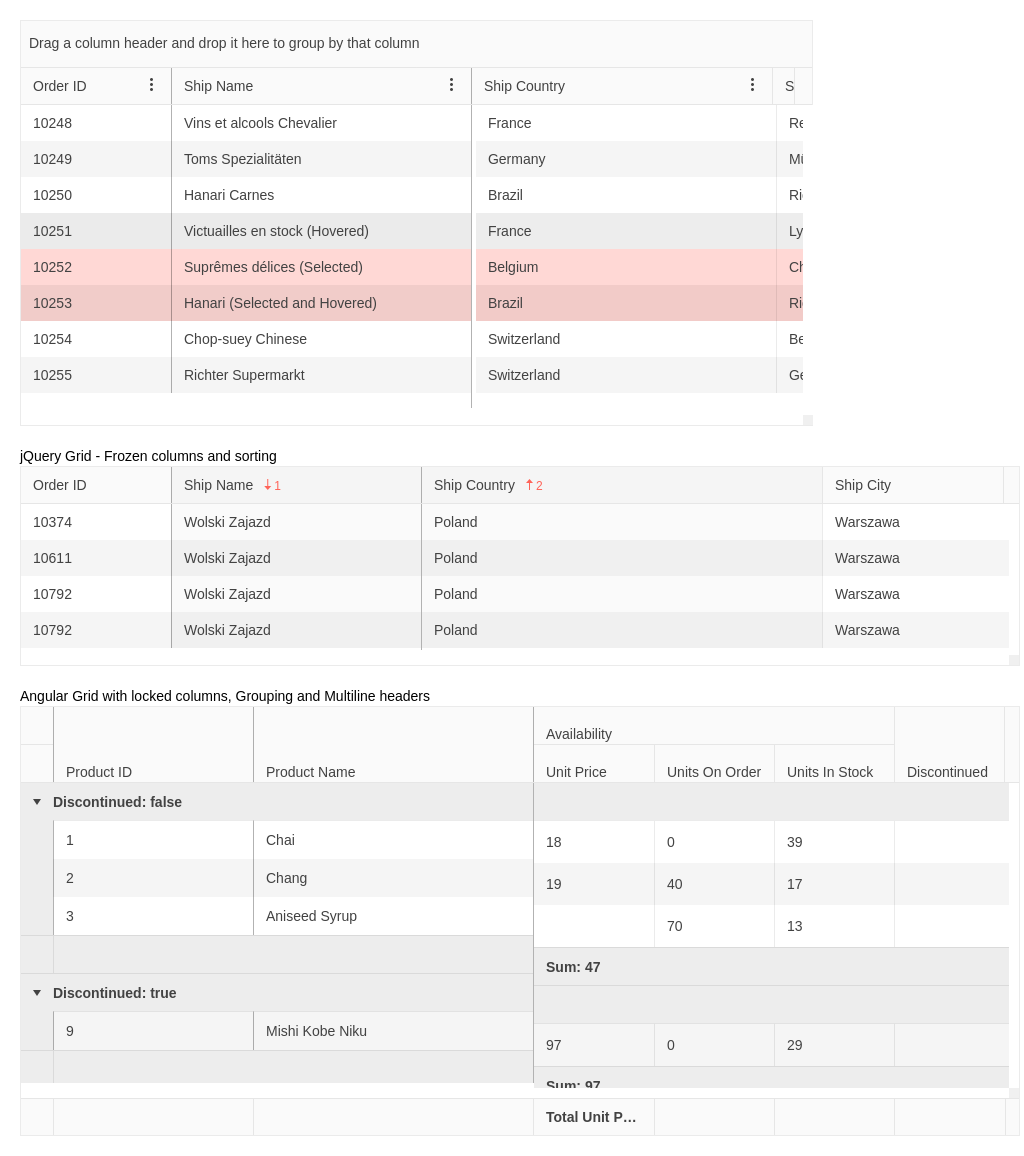 Drag a column header and drop it here to group by that column
Order ID Ship Name Ship Country S
10248 Vins et alcools Chevalier France Re
10249 Toms Spezialitäten Germany Mü
10250 Hanari Carnes Brazil Ri
10251 Victuailles en stock (Hovered) France Ly
10252 Suprêmes délices (Selected) Belgium Ch
10253 Hanari (Selected and Hovered) Brazil Ri
10254 Chop-suey Chinese Switzerland Be
10255 Richter Supermarkt Switzerland Ge
jQuery Grid - Frozen columns and sorting
Order ID Ship Name 1 Ship Country 2 Ship City
10374 Wolski Zajazd Poland Warszawa
10611 Wolski Zajazd Poland Warszawa
10792 Wolski Zajazd Poland Warszawa
10792 Wolski Zajazd Poland Warszawa
Angular Grid with locked columns, Grouping and Multiline headers
Availability
Product ID Product Name Unit Price Units On Order Units In Stock Discontinued
Discontinued: false
1 Chai 18 0 39
2 Chang 19 40 17
3 Aniseed Syrup 70 13
Sum: 47
Discontinued: true
9 Mishi Kobe Niku 97 0 29
Sum: 97
Total Unit P…